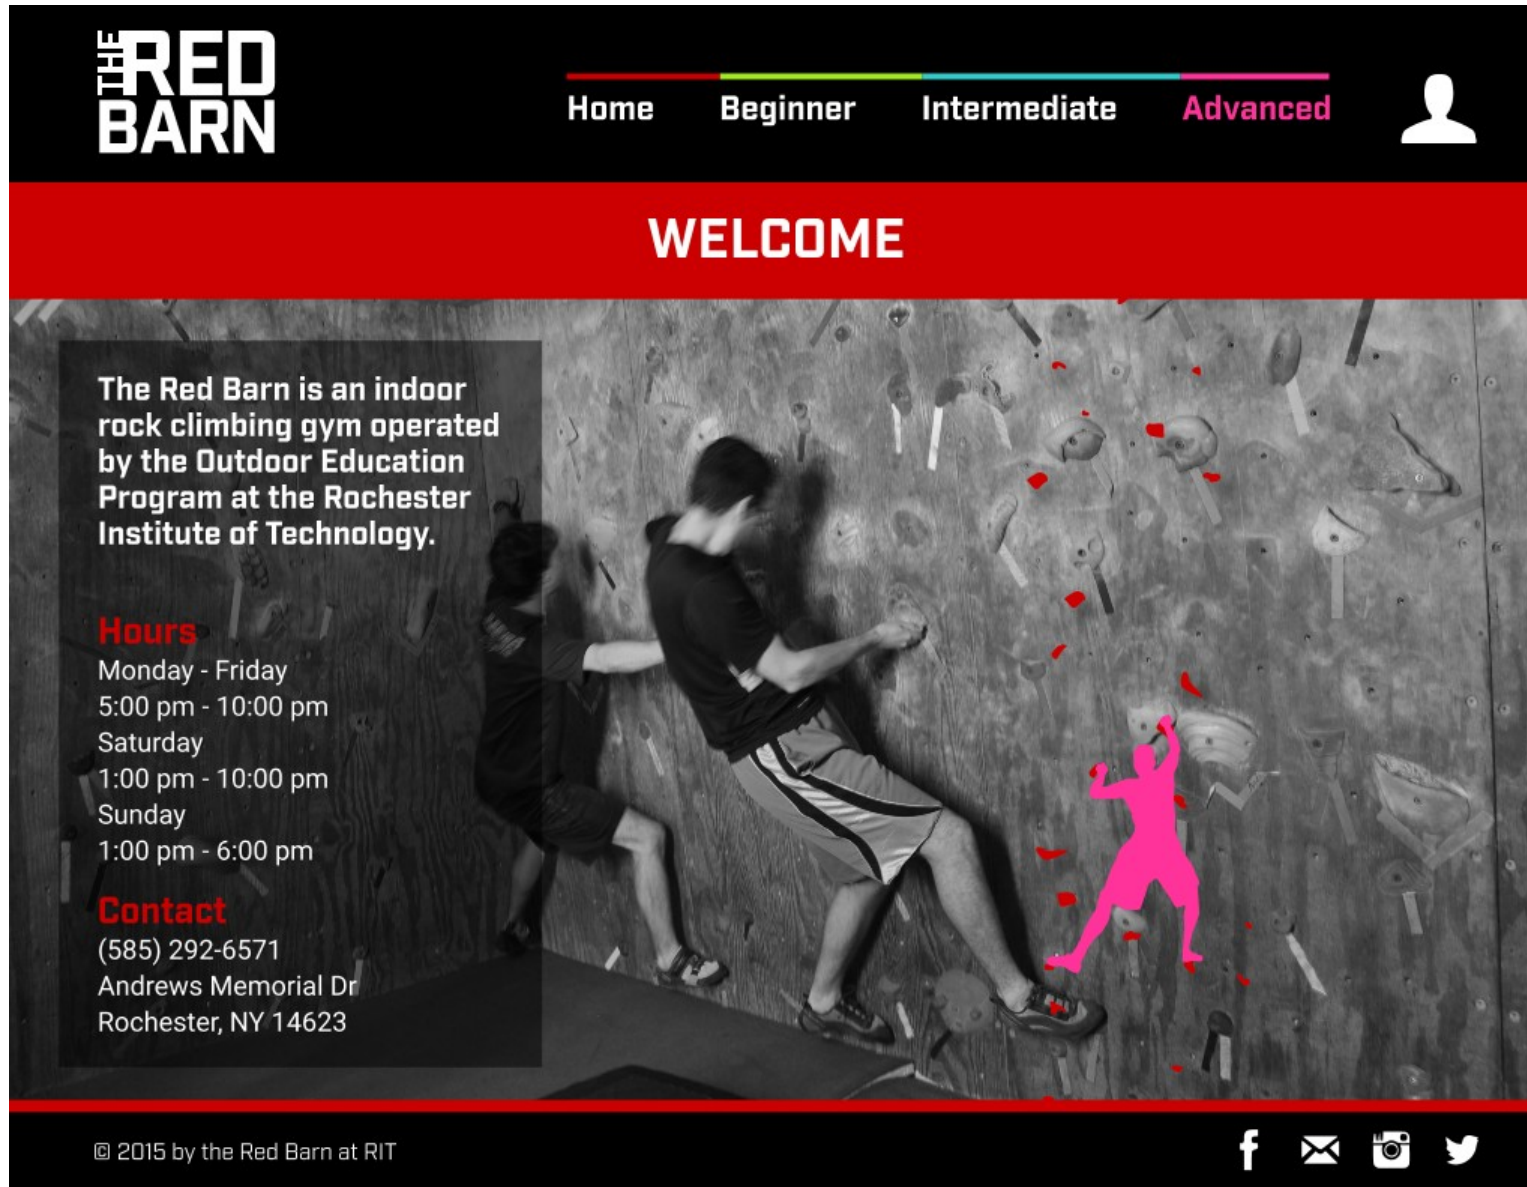 THE RED
BARN
Home Beginner Intermediate Advanced
WELCOME
The Red Barn is an indoor
rock climbing gym operated
by the Outdoor Education
Program at the Rochester
Institute of Technology.
Hours
Monday - Friday
5:00 pm - 10:00 pm
Saturday
1:00 pm - 10:00 pm
Sunday
1:00 pm - 6:00 pm
Contact
(585) 292-6571
Andrews Memorial Dr
Rochester, NY 14623
© 2015 by the Red Barn at RIT